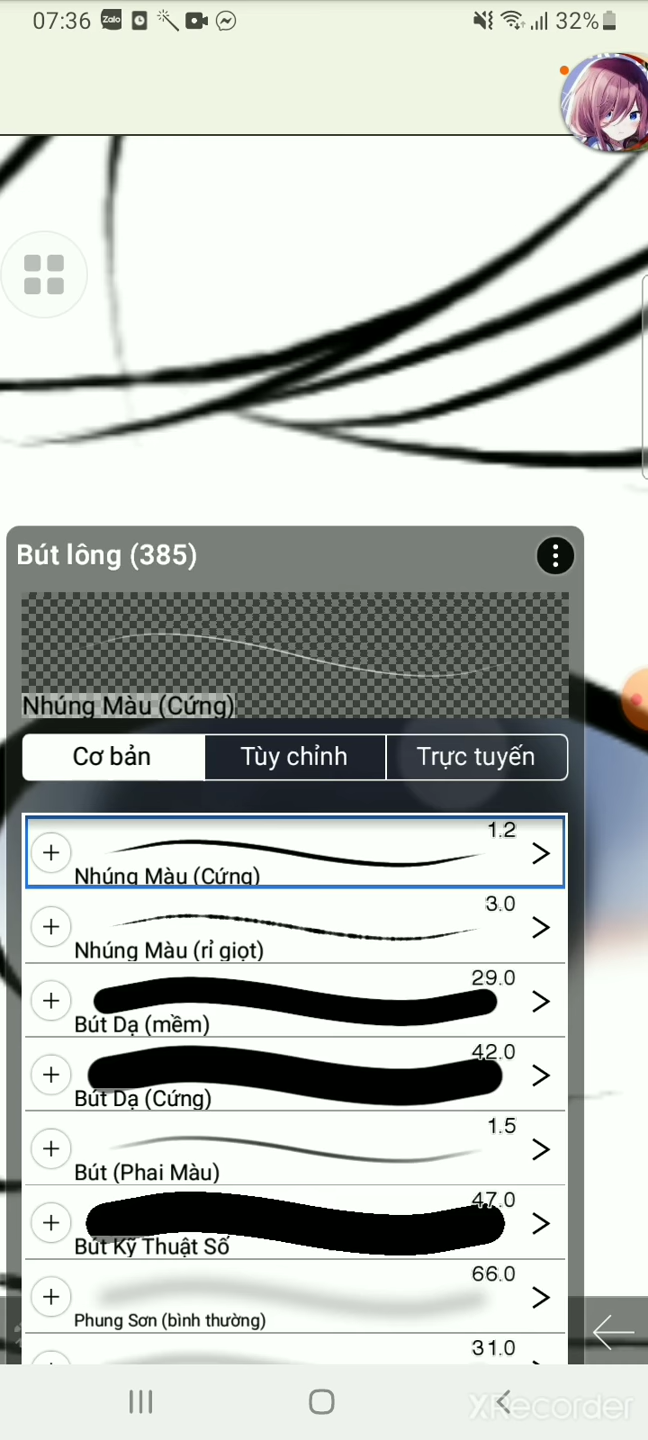 07:36
Zalo
32%
Bút lông (385)
Nhúng Màu (Cứng)
Cơ bản
Tùy chỉnh
Trực tuyến
1.2
Nhúng Màu (Cứng)
3.0
Nhúng Màu (rỉ giọt)
29.0
Bút Dạ (mềm)
42.0
Bút Dạ (Cứng)
1.5
Bút (Phai Màu)
47.0
Bút Kỹ Thuật Số
66.0
Phung Sơn (bình thường)
31.0
XRecorder